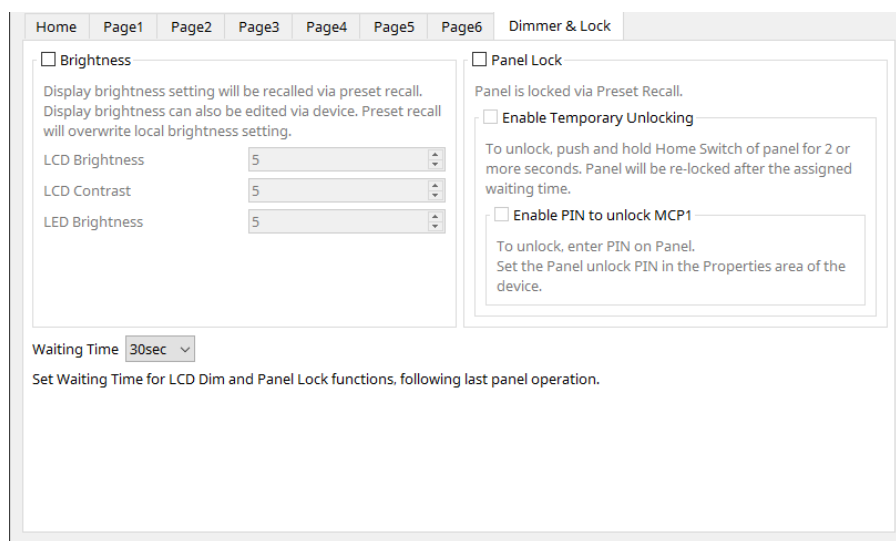 Home Page1 Page2 Page3 Page4 Page5 Page6 Dimmer & Lock
Brightness
Display brightness setting will be recalled via preset recall.
Display brightness can also be edited via device. Preset recall
will overwrite local brightness setting.
LCD Brightness 5
LCD Contrast 5
LED Brightness 5
Panel Lock
Panel is locked via Preset Recall.
Enable Temporary Unlocking
To unlock, push and hold Home Switch of panel for 2 or
more seconds. Panel will be re-locked after the assigned
waiting time.
Enable PIN to unlock MCP1
To unlock, enter PIN on Panel.
Set the Panel unlock PIN in the Properties area of the
device.
Waiting Time 30sec
Set Waiting Time for LCD Dim and Panel Lock functions, following last panel operation.